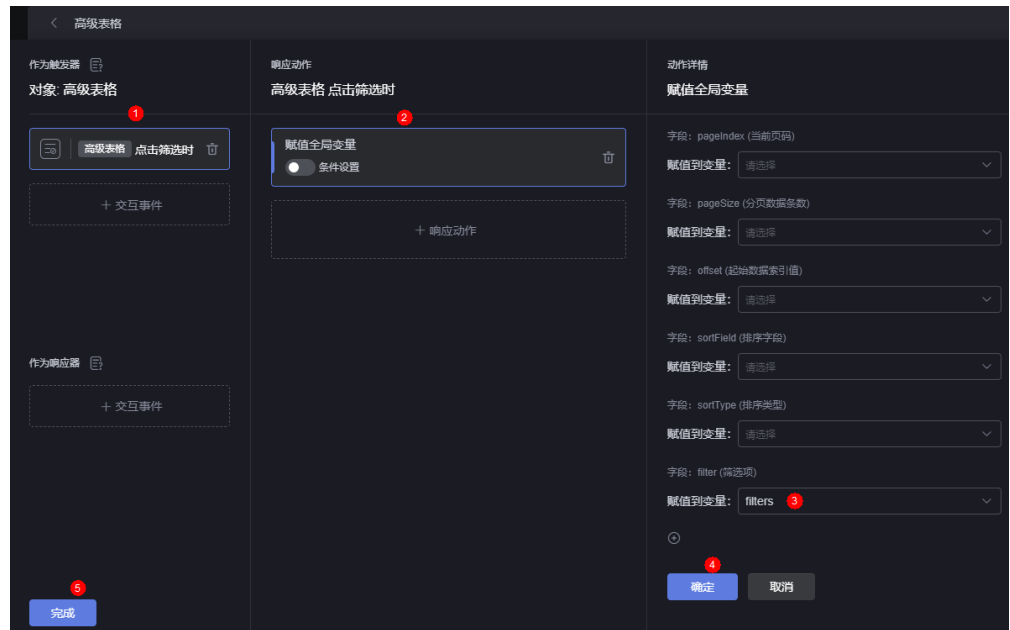 高级表格
作为触发器
对象: 高级表格
1
高级表格 点击筛选时
+ 交互事件
作为响应器
+ 交互事件
5
完成
响应动作
高级表格 点击筛选时
2
赋值全局变量
条件设置
+ 响应动作
动作详情
赋值全局变量
字段：pageIndex (当前页码)
赋值到变量： 请选择
字段：pageSize (分页数据条数)
赋值到变量： 请选择
字段：offset (起始数据索引值)
赋值到变量： 请选择
字段：sortField (排序字段)
赋值到变量： 请选择
字段：sortType (排序类型)
赋值到变量： 请选择
字段：filter (筛选项)
赋值到变量： filters 3
4
确定 取消